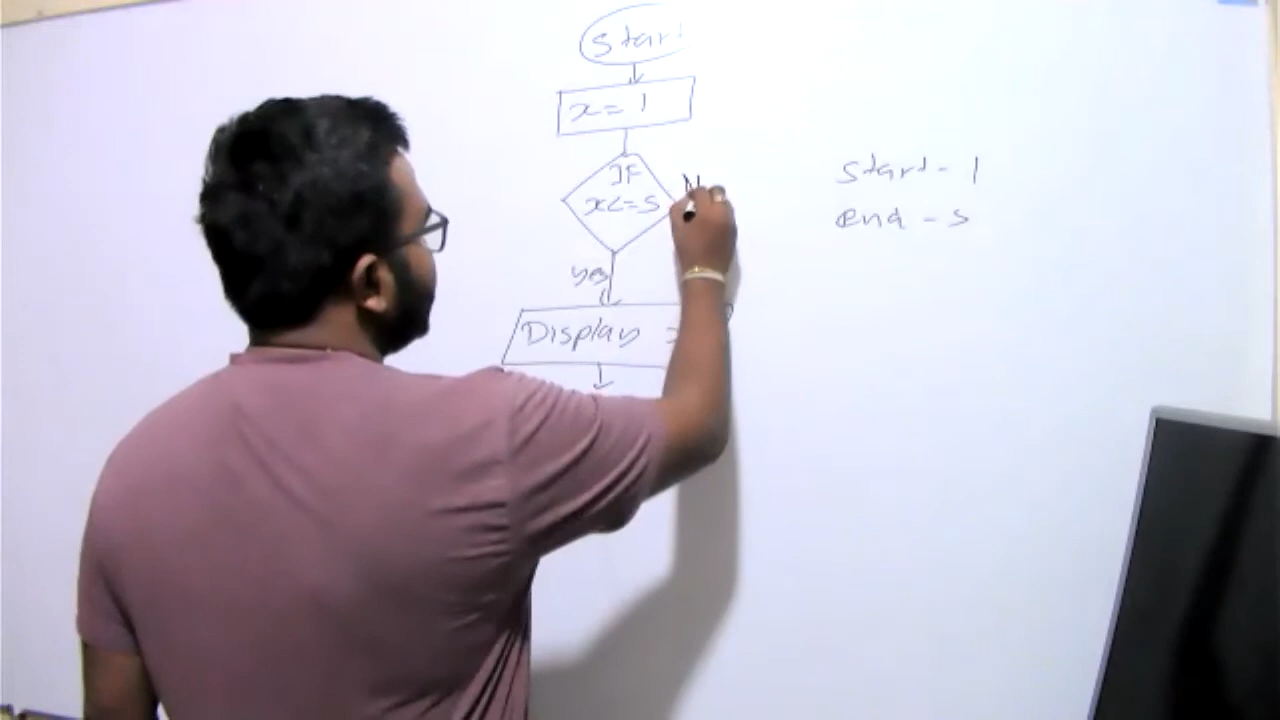 Start
x = 1
If
x<=5
N
yes
Display
start - 1
end - 5